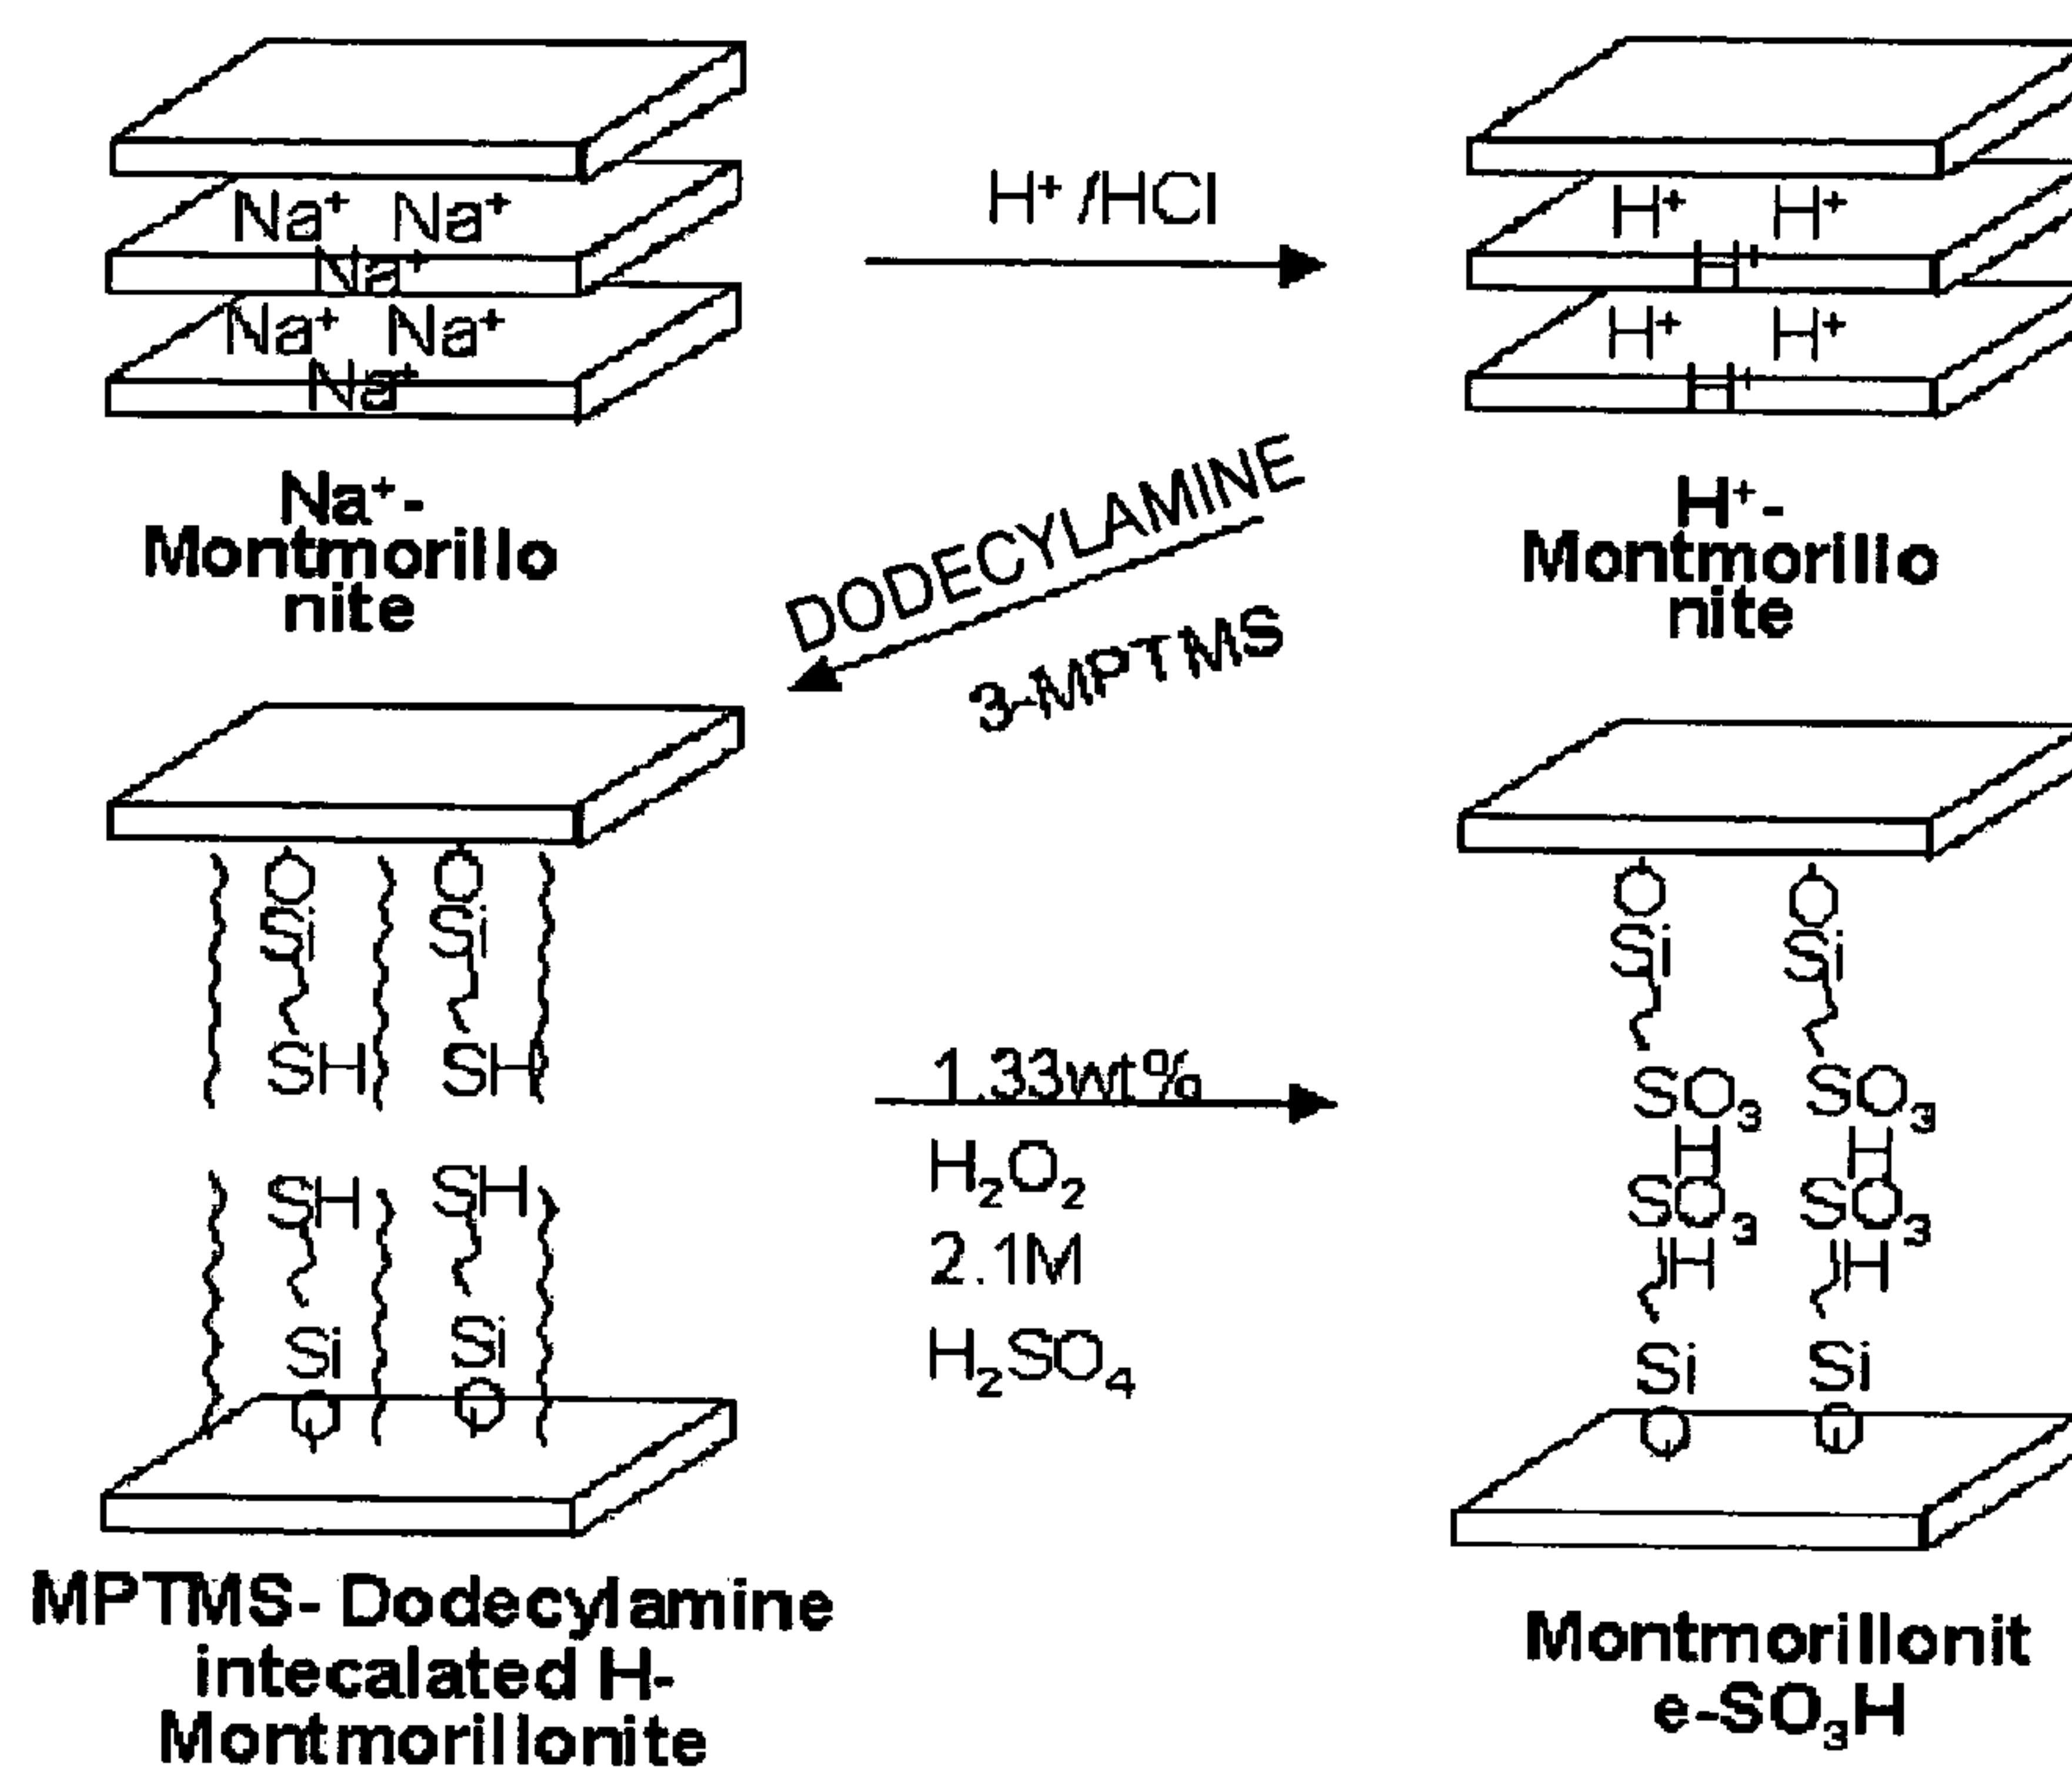 Na⁺ Na⁺
Na⁺
Na⁺ Na⁺
Na⁺
H⁺ /HCl
H⁺ H⁺
H⁺
H⁺ H⁺
H⁺
Na⁺-
Montmorillo
nite
DODECYLAMINE
3-MPTMS
H⁺-
Montmorillo
nite
O O
Si Si
SH SH
SH SH
Si Si
O O
1.33wt%
H₂O₂
2.1M
H₂SO₄
O O
Si Si
SO₃ SO₃
H H
SO₃ SO₃
H H
Si Si
O O
MPTMS- Dodecylamine
intecalated H-
Montmorillonite
Montmorillonit
e-SO₃H